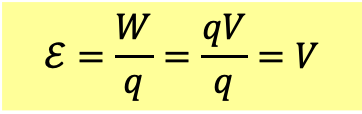 ℰ = W/q = qV/q = V